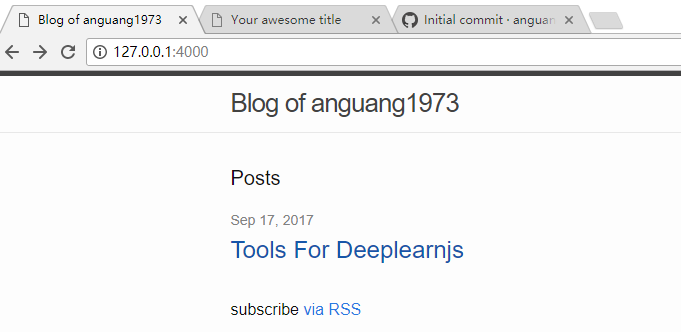 Blog of anguang1973
Your awesome title
Initial commit · anguan
127.0.0.1:4000
Blog of anguang1973
Posts
Sep 17, 2017
Tools For Deeplearnjs
subscribe via RSS